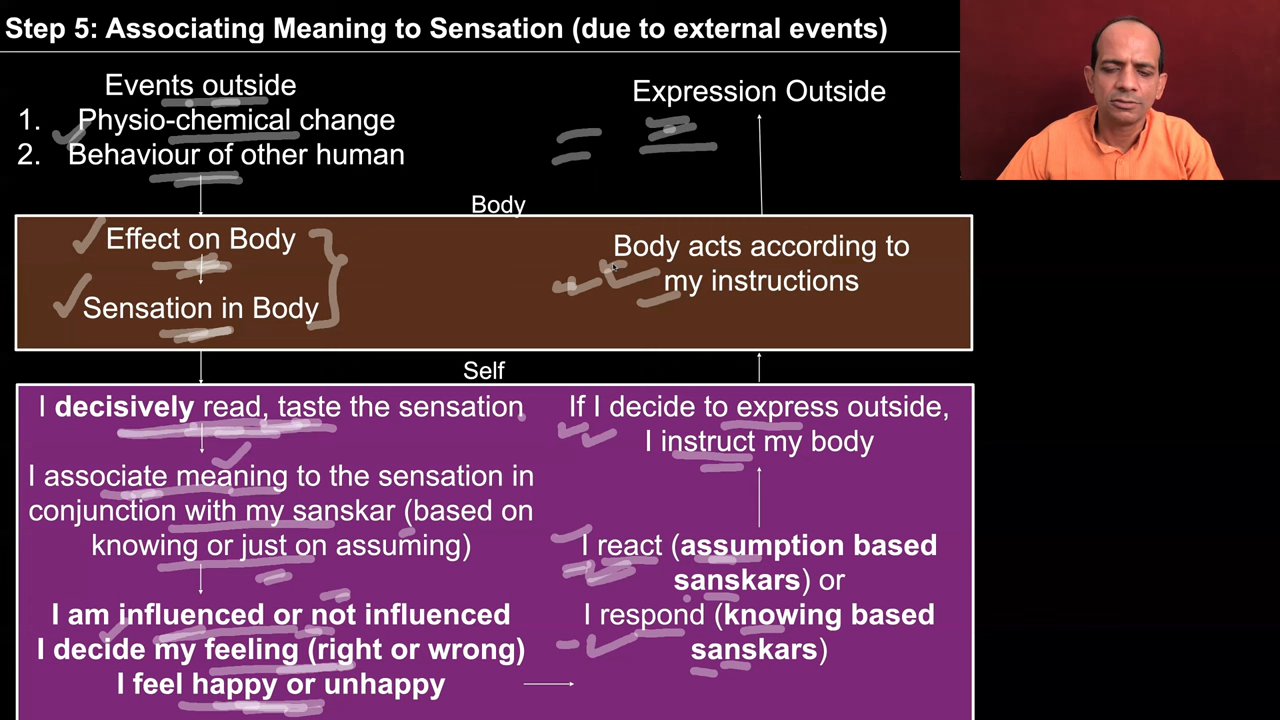 Step 5: Associating Meaning to Sensation (due to external events)
Events outside
1. Physio-chemical change
2. Behaviour of other human
Expression Outside
Body
Effect on Body
Sensation in Body
Body acts according to
my instructions
Self
I decisively read, taste the sensation
I associate meaning to the sensation in
conjunction with my sanskar (based on
knowing or just on assuming)
I am influenced or not influenced
I decide my feeling (right or wrong)
I feel happy or unhappy
If I decide to express outside,
I instruct my body
I react (assumption based
sanskars) or
I respond (knowing based
sanskars)